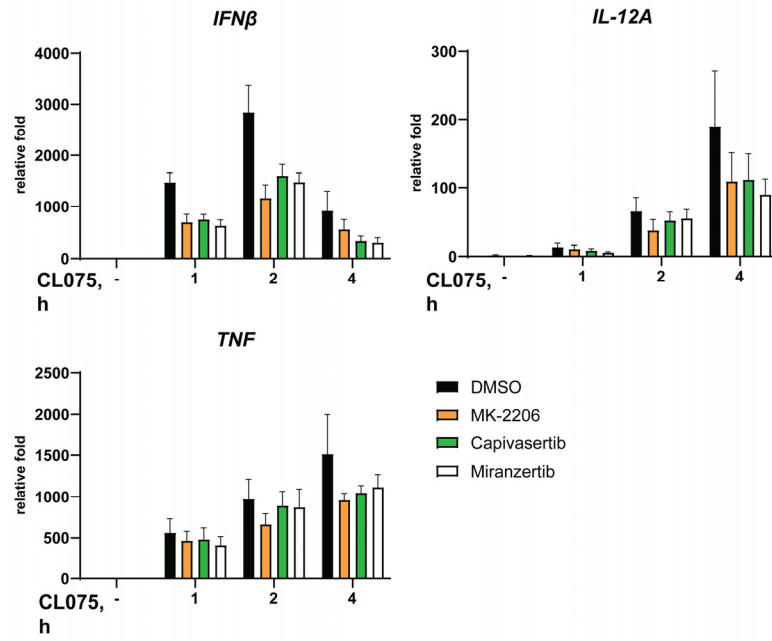 IFNβ
relative fold
4000
3000
2000
1000
0
CL075, - 1 2 4
h
IL-12A
relative fold
300
200
100
0
CL075, - 1 2 4
h
TNF
relative fold
2500
2000
1500
1000
500
0
CL075, - 1 2 4
h
DMSO
MK-2206
Capivasertib
Miranzertib